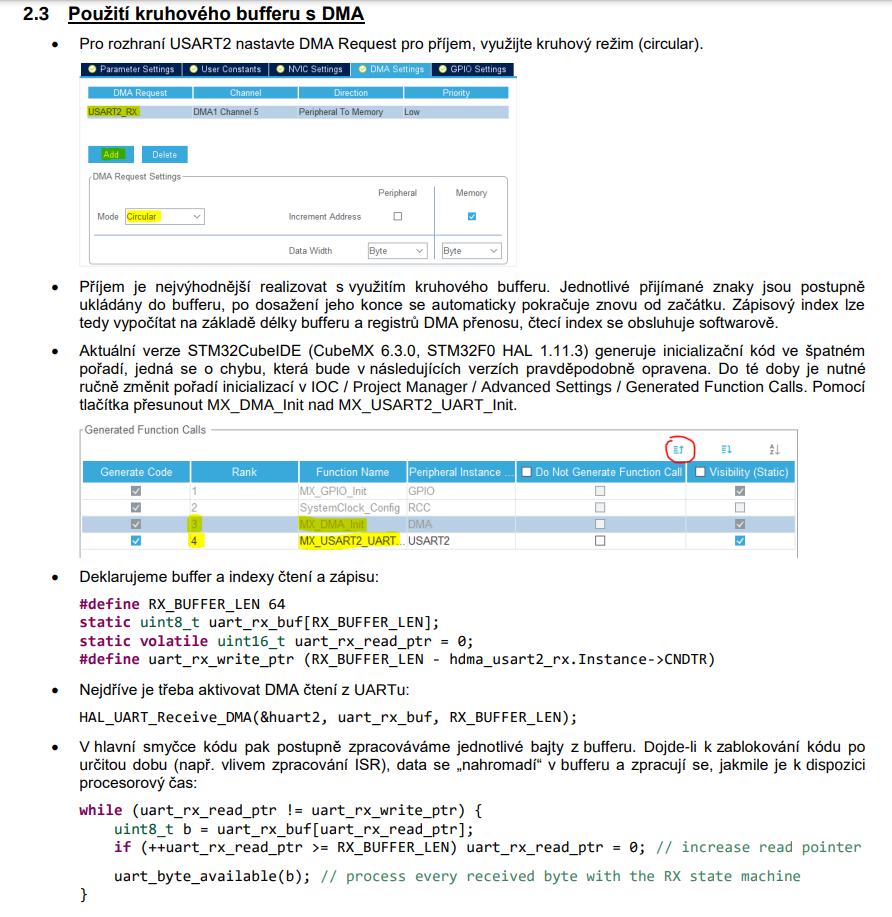 2.3 Použití kruhového bufferu s DMA
• Pro rozhraní USART2 nastavte DMA Request pro příjem, využijte kruhový režim (circular).
Parameter Settings User Constants NVIC Settings DMA Settings GPIO Settings
DMA Request Channel Direction Priority
USART2_RX DMA1 Channel 5 Peripheral To Memory Low
Add Delete
DMA Request Settings
Peripheral Memory
Mode Circular Increment Address
Data Width Byte Byte
• Příjem je nejvýhodnější realizovat s využitím kruhového bufferu. Jednotlivé přijímané znaky jsou postupně
ukládány do bufferu, po dosažení jeho konce se automaticky pokračuje znovu od začátku. Zápisový index lze
tedy vypočítat na základě délky bufferu a registrů DMA přenosu, čtecí index se obsluhuje softwarově.
• Aktuální verze STM32CubeIDE (CubeMX 6.3.0, STM32F0 HAL 1.11.3) generuje inicializační kód ve špatném
pořadí, jedná se o chybu, která bude v následujících verzích pravděpodobně opravena. Do té doby je nutné
ručně změnit pořadí inicializací v IOC / Project Manager / Advanced Settings / Generated Function Calls. Pomocí
tlačítka přesunout MX_DMA_Init nad MX_USART2_UART_Init.
Generated Function Calls
Generate Code Rank Function Name Peripheral Instance ... Do Not Generate Function Call Visibility (Static)
1 MX_GPIO_Init GPIO
2 SystemClock_Config RCC
3 MX_DMA_Init DMA
4 MX_USART2_UART... USART2
• Deklarujeme buffer a indexy čtení a zápisu:
#define RX_BUFFER_LEN 64
static uint8_t uart_rx_buf[RX_BUFFER_LEN];
static volatile uint16_t uart_rx_read_ptr = 0;
#define uart_rx_write_ptr (RX_BUFFER_LEN - hdma_usart2_rx.Instance->CNDTR)
• Nejdříve je třeba aktivovat DMA čtení z UARTu:
HAL_UART_Receive_DMA(&huart2, uart_rx_buf, RX_BUFFER_LEN);
• V hlavní smyčce kódu pak postupně zpracováváme jednotlivé bajty z bufferu. Dojde-li k zablokování kódu po
určitou dobu (např. vlivem zpracování ISR), data se „nahromadí“ v bufferu a zpracují se, jakmile je k dispozici
procesorový čas:
while (uart_rx_read_ptr != uart_rx_write_ptr) {
uint8_t b = uart_rx_buf[uart_rx_read_ptr];
if (++uart_rx_read_ptr >= RX_BUFFER_LEN) uart_rx_read_ptr = 0; // increase read pointer
uart_byte_available(b); // process every received byte with the RX state machine
}